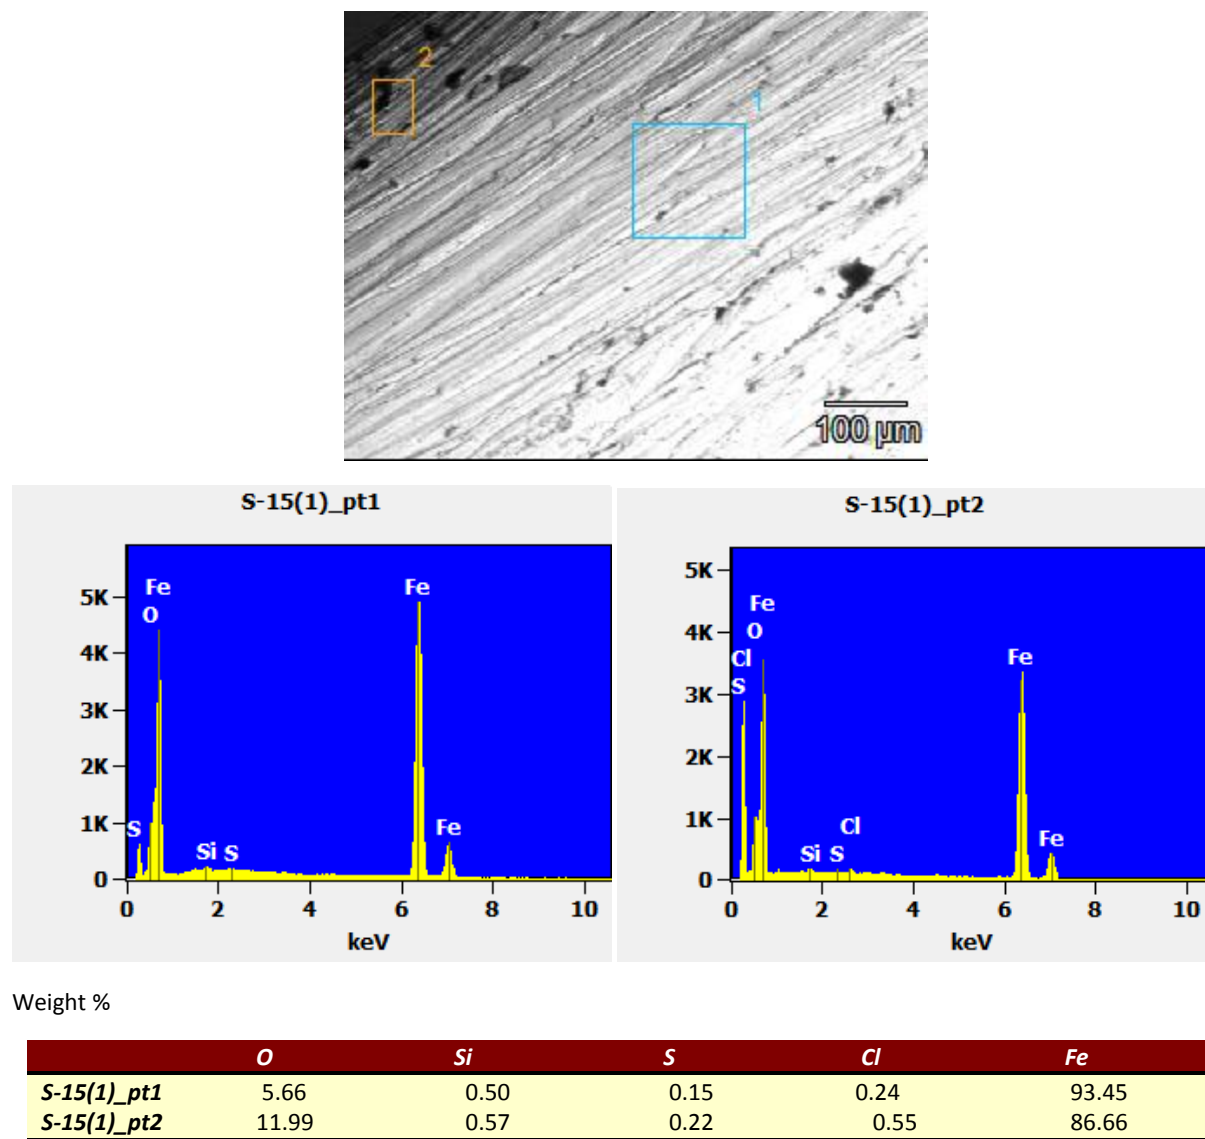 2
1
100 µm
S-15(1)_pt1
5K
4K
3K
2K
1K
0
Fe
O
S
Si
S
Fe
Fe
0 2 4 6 8 10
keV
S-15(1)_pt2
5K
4K
3K
2K
1K
0
Fe
O
Cl
S
Si
S
Cl
Fe
Fe
0 2 4 6 8 10
keV
Weight %
O Si S Cl Fe
S-15(1)_pt1 5.66 0.50 0.15 0.24 93.45
S-15(1)_pt2 11.99 0.57 0.22 0.55 86.66